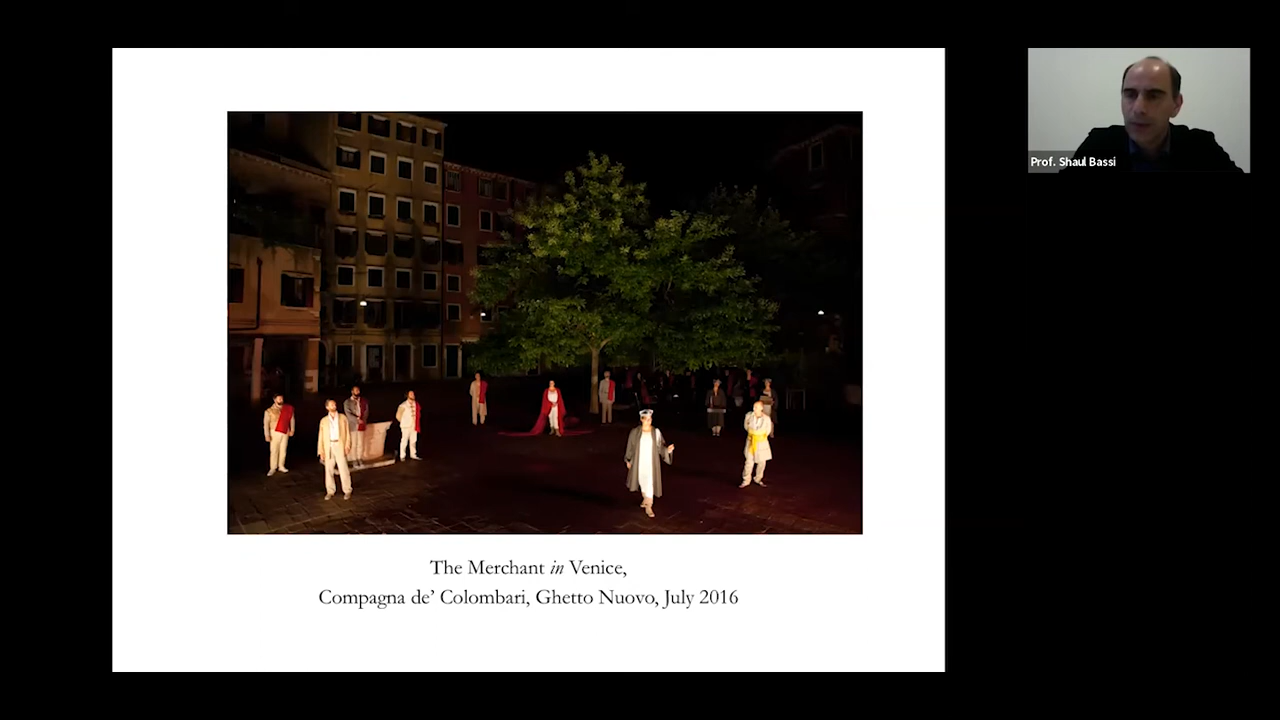 The Merchant in Venice,
Compagna de’ Colombari, Ghetto Nuovo, July 2016
Prof. Shaul Bassi